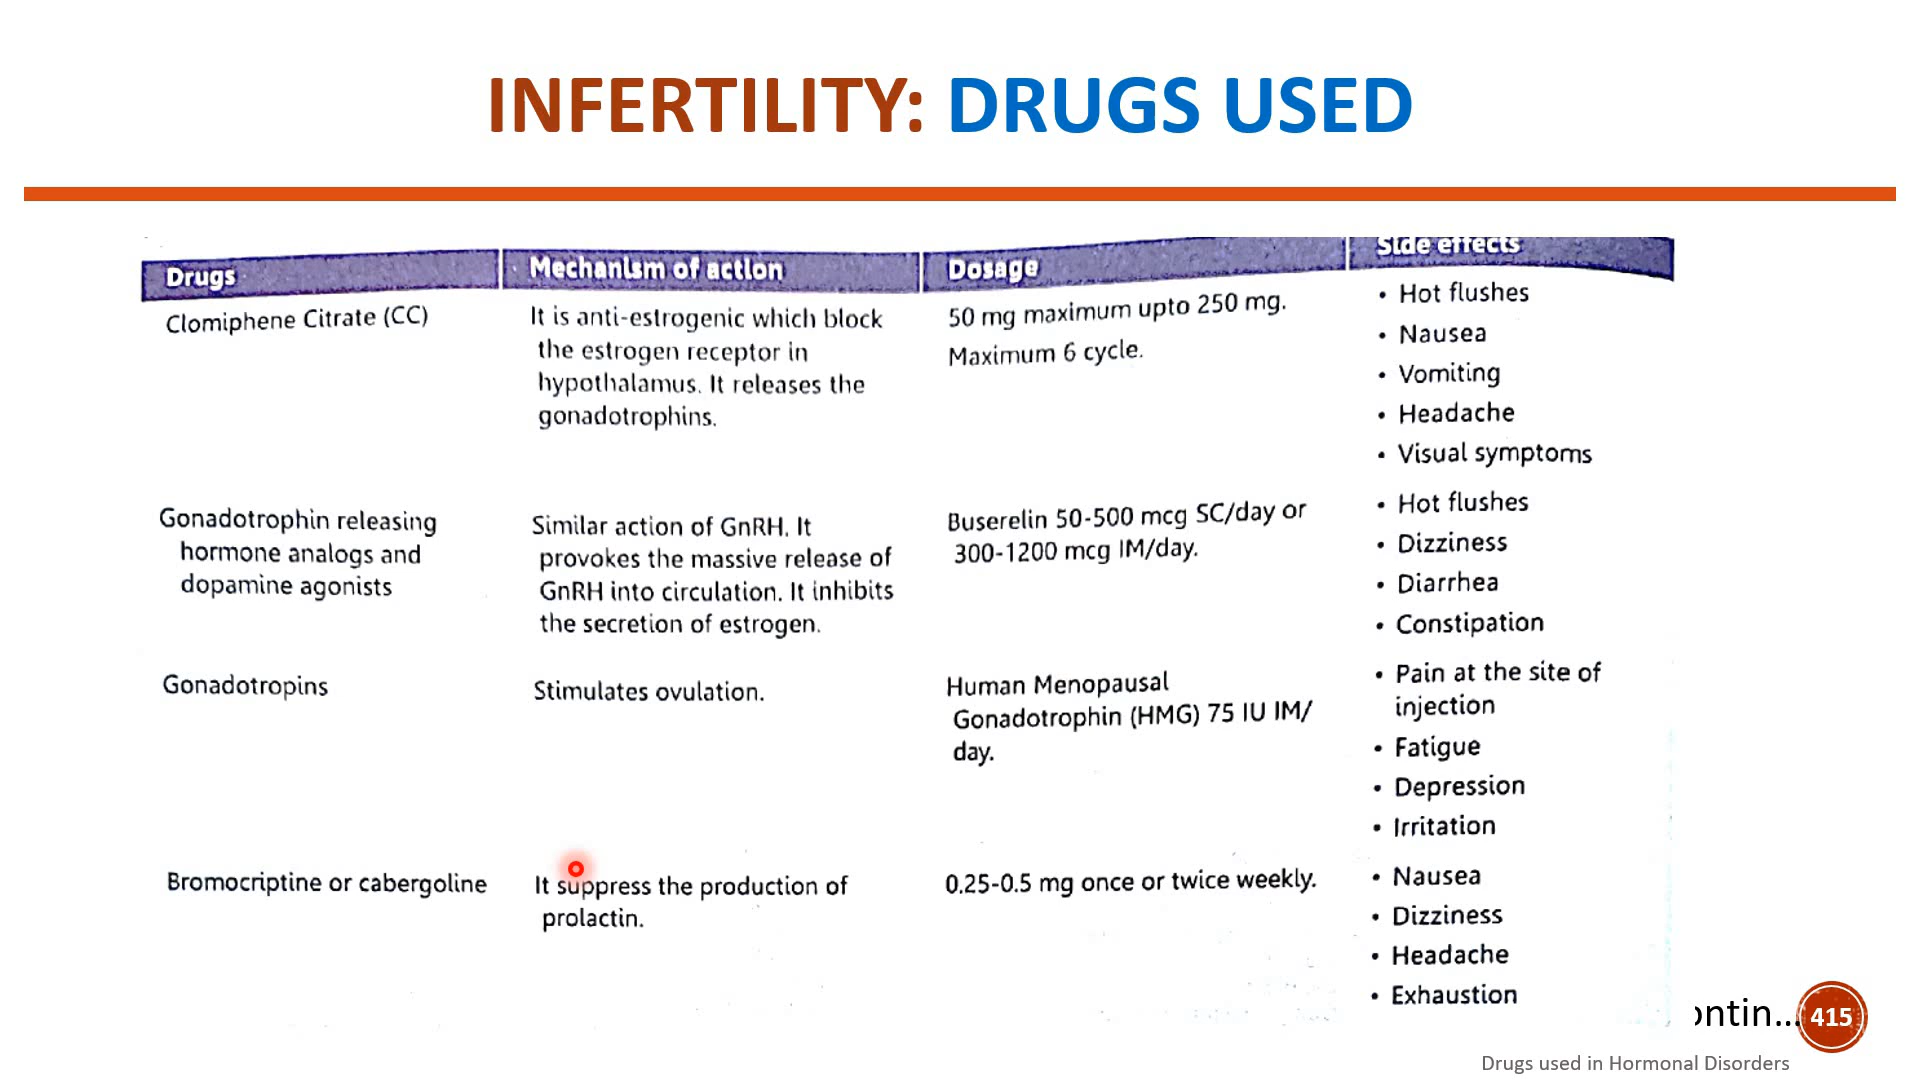 INFERTILITY: DRUGS USED
Drugs
Mechanism of action
Dosage
Side effects
Clomiphene Citrate (CC)
It is anti-estrogenic which block
the estrogen receptor in
hypothalamus. It releases the
gonadotrophins.
50 mg maximum upto 250 mg.
Maximum 6 cycle.
• Hot flushes
• Nausea
• Vomiting
• Headache
• Visual symptoms
Gonadotrophin releasing
hormone analogs and
dopamine agonists
Similar action of GnRH. It
provokes the massive release of
GnRH into circulation. It inhibits
the secretion of estrogen.
Buserelin 50-500 mcg SC/day or
300-1200 mcg IM/day.
• Hot flushes
• Dizziness
• Diarrhea
• Constipation
Gonadotropins
Stimulates ovulation.
Human Menopausal
Gonadotrophin (HMG) 75 IU IM/
day.
• Pain at the site of
injection
• Fatigue
• Depression
• Irritation
Bromocriptine or cabergoline
It suppress the production of
prolactin.
0.25-0.5 mg once or twice weekly.
• Nausea
• Dizziness
• Headache
• Exhaustion
ontin...
415
Drugs used in Hormonal Disorders